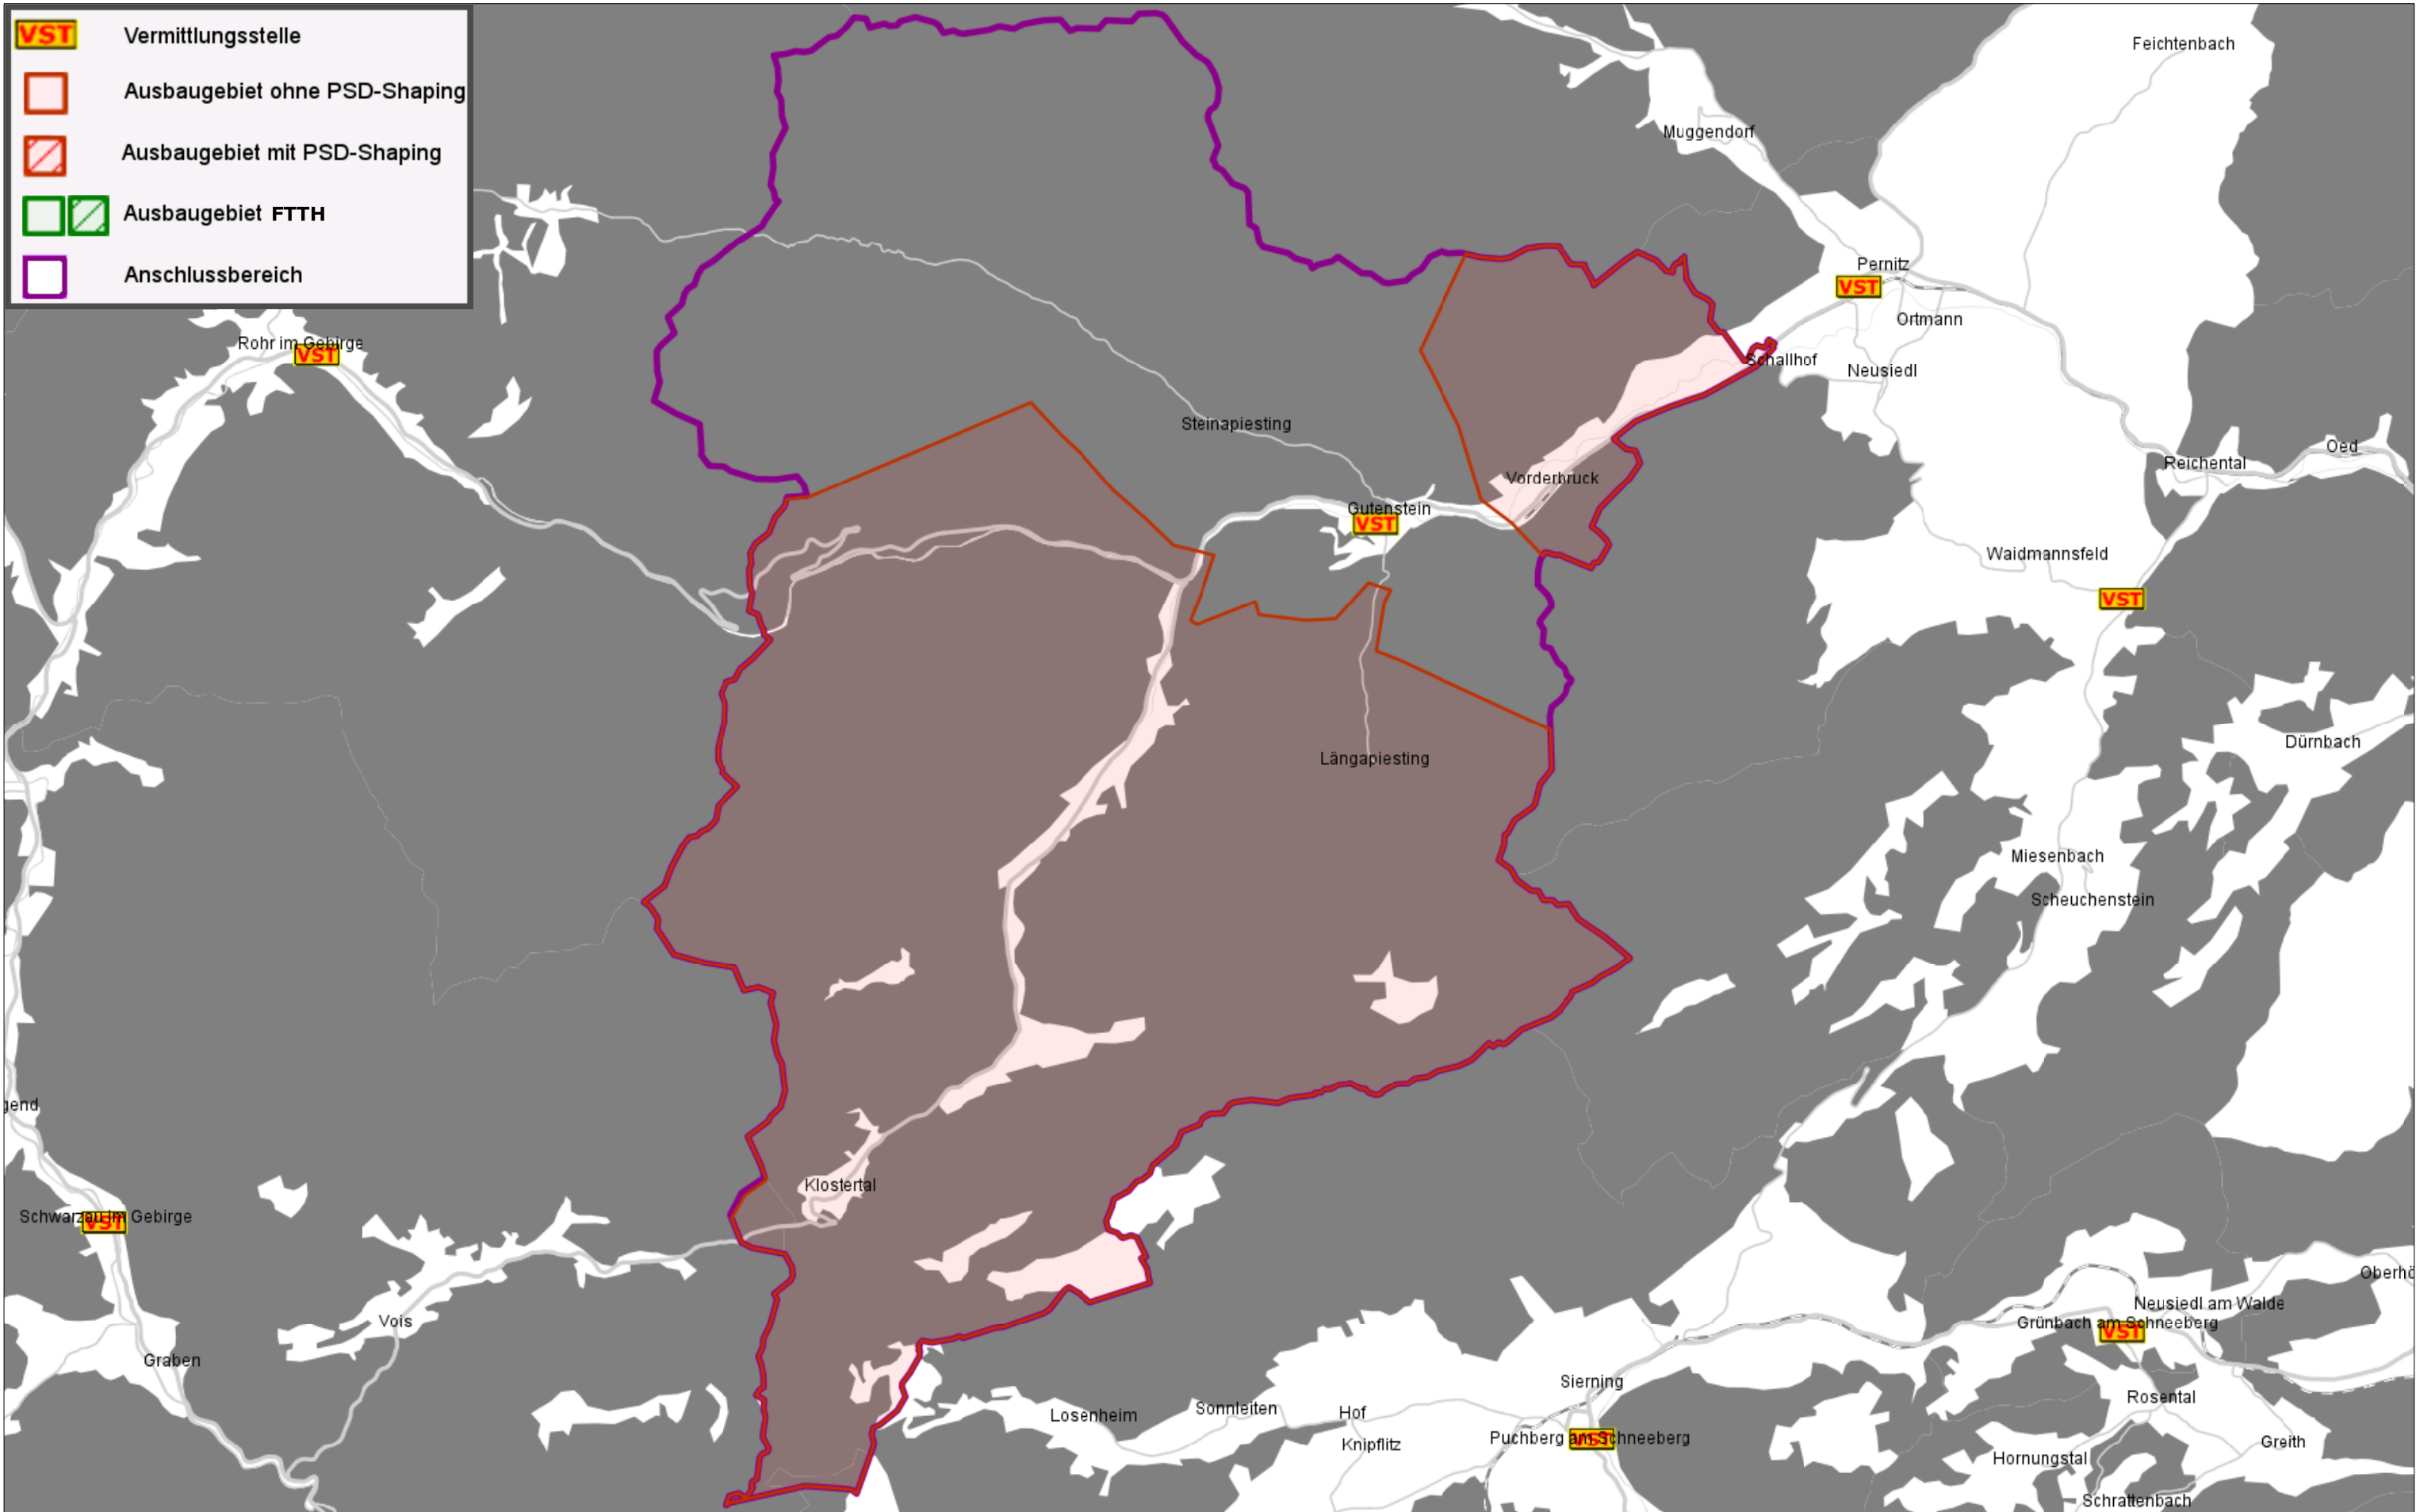 VST Vermittlungsstelle
Ausbaugebiet ohne PSD-Shaping
Ausbaugebiet mit PSD-Shaping
Ausbaugebiet FTTH
Anschlussbereich
Feichtenbach
Muggendorf
Pernitz
VST
Ortmann
Rohr im Gebirge
VST
Schallhof
Neusiedl
Steinapiesting
Oed
Reichental
Vorderbruck
Gutenstein
VST
Waidmannsfeld
VST
Dürnbach
Längapiesting
Miesenbach
Scheuchenstein
gend
Klostertal
Schwarzau im Gebirge
VST
Oberhö
Neusiedl am Walde
Vois
Grünbach am Schneeberg
VST
Graben
Sierning
Rosental
Losenheim
Sonnleiten
Hof
Puchberg am Schneeberg
VST
Knipflitz
Greith
Hornungstal
Schrattenbach